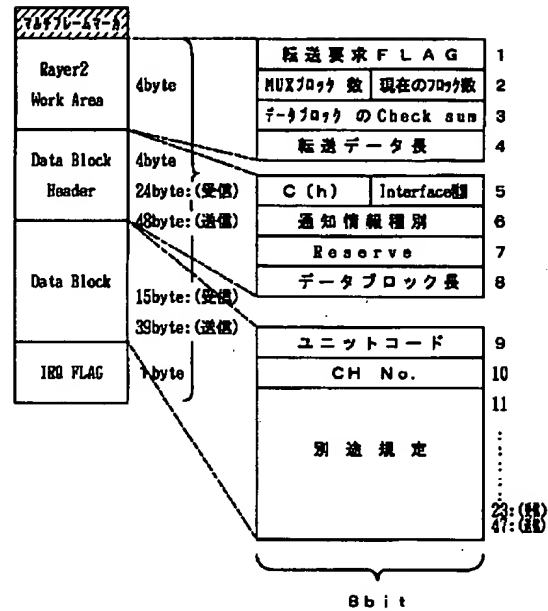 マルチフレームマーカ
Rayer2
Work Area
Data Block
Header
Data Block
IRQ FLAG
4byte
4byte
24byte:(受信)
48byte:(送信)
15byte:(受信)
39byte:(送信)
1byte
転送要求FLAG 1
MUXブロック 数 現在のブロック数 2
データブロック のCheck sum 3
転送データ長 4
C(h) Interface種別 5
通知情報種別 6
Reserve 7
データブロック長 8
ユニットコード 9
CH No. 10
11
別途規定
23:(受信)
47:(送信)
8bit